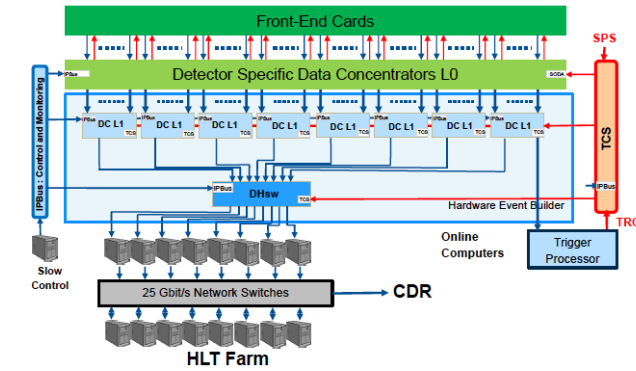 Front-End Cards
SPS
IPBus
Detector Specific Data Concentrators L0
SODA
IPBus : Control and Monitoring
TCS
IPBus
DC L1
TCS
IPBus
DC L1
TCS
IPBus
DC L1
TCS
IPBus
DC L1
TCS
IPBus
DC L1
TCS
IPBus
DC L1
TCS
IPBus
DC L1
TCS
IPBus
DC L1
TCS
IPBus
DHsw
TCS
IPBus
Hardware Event Builder
TRG
Slow
Control
Online
Computers
Trigger
Processor
25 Gbit/s Network Switches
CDR
HLT Farm